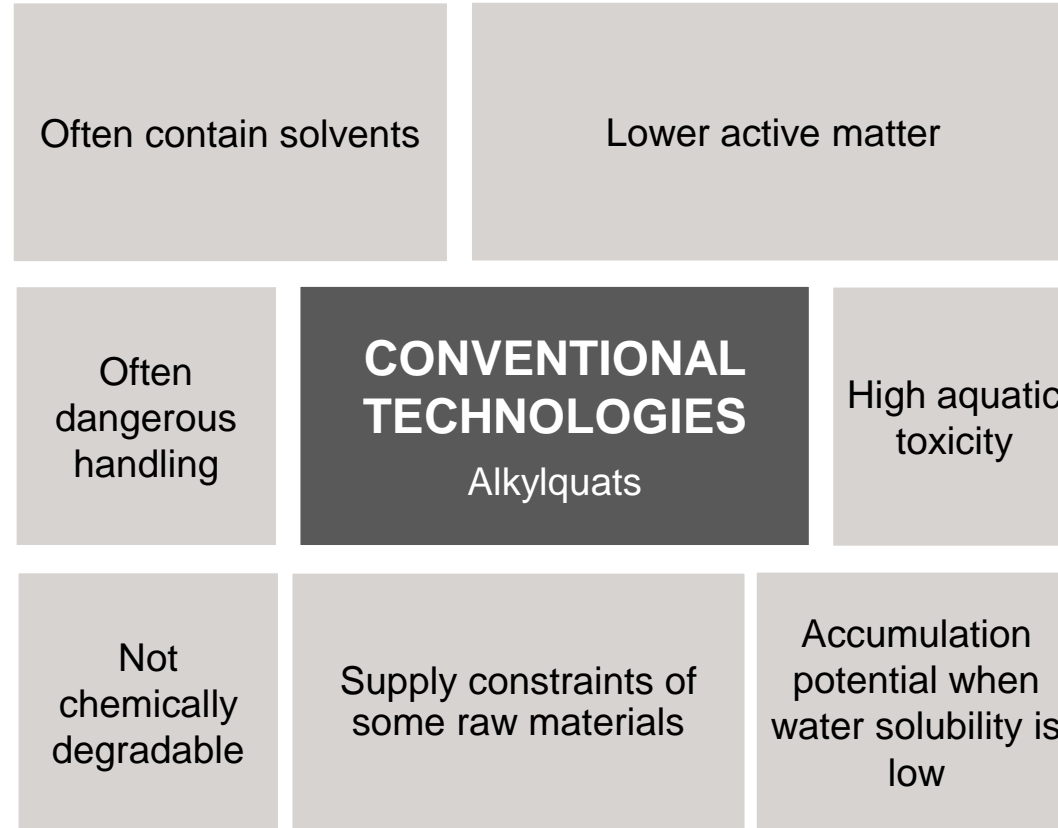 Often contain solvents
Lower active matter
Often
dangerous
handling
CONVENTIONAL
TECHNOLOGIES
Alkylquats
High aquatic
toxicity
Not
chemically
degradable
Supply constraints of
some raw materials
Accumulation
potential when
water solubility is
low